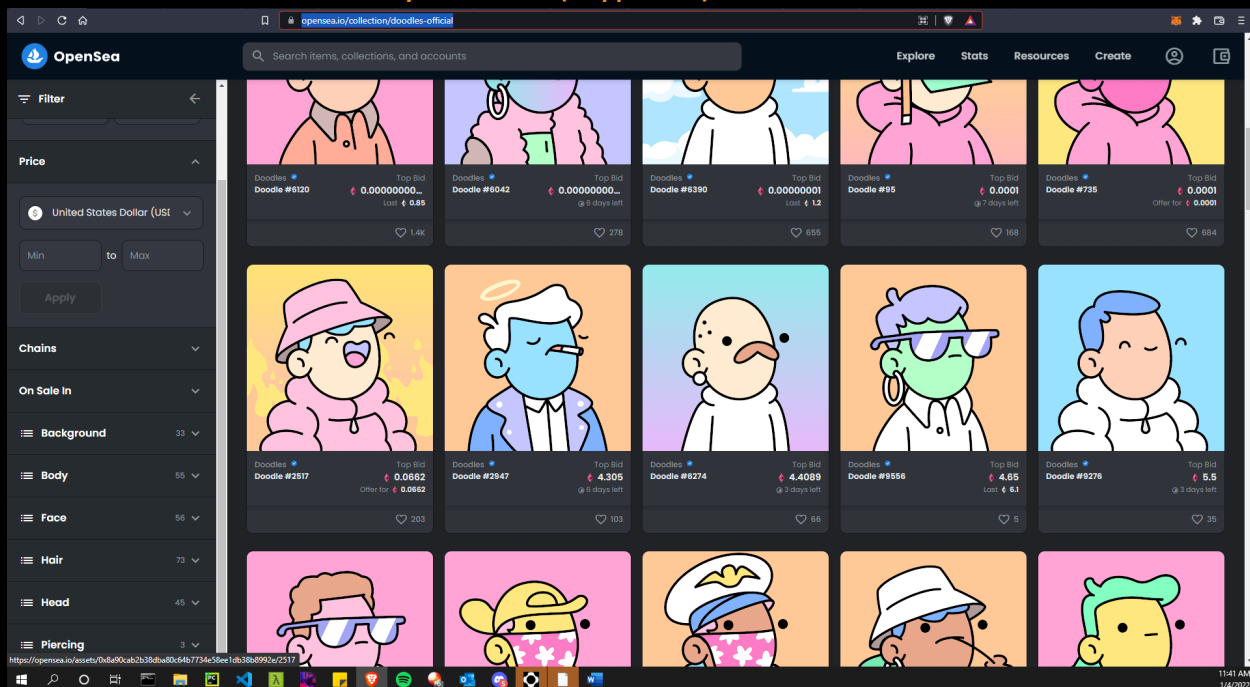 opensea.io/collection/doodles-official
OpenSea
Search items, collections, and accounts
Explore
Stats
Resources
Create
Filter
Price
United States Dollar (USD
Min
to
Max
Apply
Chains
On Sale In
Background 33
Body 55
Face 56
Hair 73
Head 45
Piercing 3
Doodles Top Bid
Doodle #6120 0.00000000...
Last 0.85
1.4K
Doodles Top Bid
Doodle #6042 0.00000000...
6 days left
278
Doodles Top Bid
Doodle #6390 0.00000001
Last 1.2
655
Doodles Top Bid
Doodle #95 0.0001
7 days left
168
Doodles Top Bid
Doodle #735 0.0001
Offer for 0.0001
684
Doodles Top Bid
Doodle #2517 0.0662
Offer for 0.0662
203
Doodles Top Bid
Doodle #2947 4.305
6 days left
103
Doodles Top Bid
Doodle #6274 4.4089
3 days left
66
Doodles Top Bid
Doodle #9556 4.65
Last 6.1
5
Doodles Top Bid
Doodle #9276 5.5
3 days left
35
https://opensea.io/assets/0x8a90cab2b38dba80c64b7734e58ee1db38b8992e/2517
11:41 AM